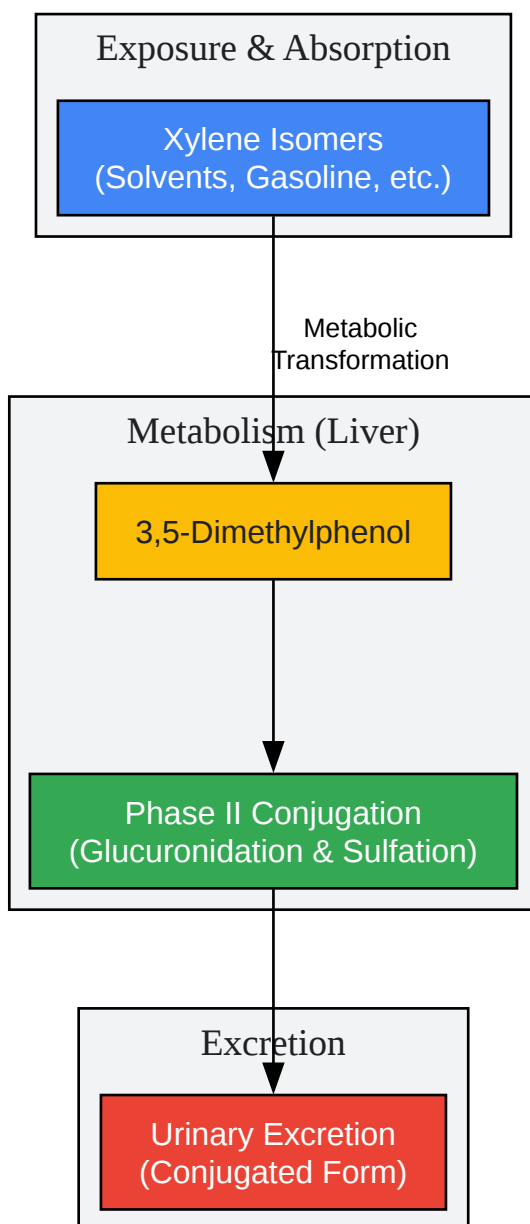 Exposure & Absorption
Xylene Isomers
(Solvents, Gasoline, etc.)
Metabolic
Transformation
Metabolism (Liver)
3,5-Dimethylphenol
Phase II Conjugation
(Glucuronidation & Sulfation)
Excretion
Urinary Excretion
(Conjugated Form)